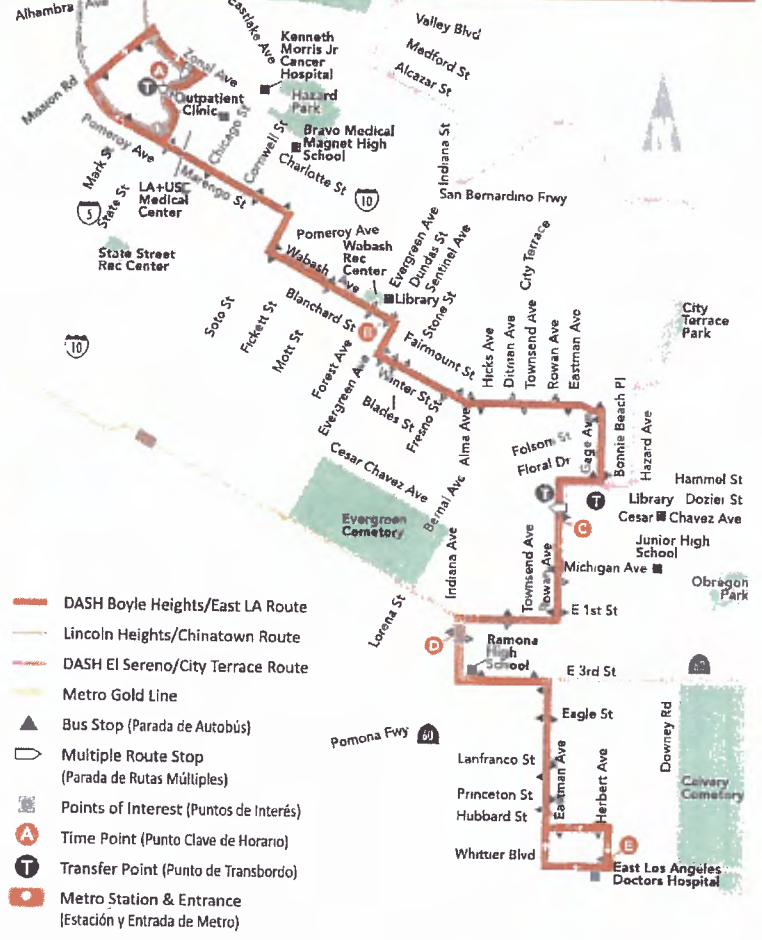 Alhambra Ave
Eastlake Ave
Valley Blvd
Medford St
Alcazar St
Kenneth
Morris Jr
Cancer
Hospital
Zonal Ave
A
T
Outpatient
Clinic
Hazard
Park
Mission Rd
Chicago St
Cornwell St
Bravo Medical
Magnet High
School
Indiana St
Pomeroy Ave
Charlotte St
Mark St
Marengo St
LA+USC
Medical
Center
State St
5
10
San Bernardino Frwy
State Street
Rec Center
Pomeroy Ave
Wabash
Rec
Center
Evergreen Ave
Dundas St
Sentinel Ave
City Terrace
Wabash Ave
Library
Stone St
Blanchard St
B
Soto St
Fickett St
Mott St
10
City
Terrace
Park
Fairmount St
Hicks Ave
Ditman Ave
Townsend Ave
Rowan Ave
Eastman Ave
Forest Ave
Evergreen Ave
Winter St
Blades St
Fresno St
Alma Ave
Folsom St
Floral Dr
Gage Ave
Bonnie Beach Pl
Hazard Ave
Cesar Chavez Ave
Bernal Ave
Hammel St
T
T
Library Dozier St
Cesar Chavez Ave
C
Evergreen
Cemetery
Junior High
School
Indiana Ave
Townsend Ave
Rowan Ave
Michigan Ave
Obregon
Park
E 1st St
Lorena St
D
Ramona
High
School
E 3rd St
Eagle St
Downey Rd
Pomona Fwy
60
Lanfranco St
Eastman Ave
Herbert Ave
Princeton St
Hubbard St
Calvary
Cemetery
Whittier Blvd
E
East Los Angeles
Doctors Hospital
DASH Boyle Heights/East LA Route
Lincoln Heights/Chinatown Route
DASH El Sereno/City Terrace Route
Metro Gold Line
Bus Stop (Parada de Autobús)
Multiple Route Stop
(Parada de Rutas Múltiples)
Points of Interest (Puntos de Interés)
A Time Point (Punto Clave de Horario)
T Transfer Point (Punto de Transbordo)
Metro Station & Entrance
(Estación y Entrada de Metro)